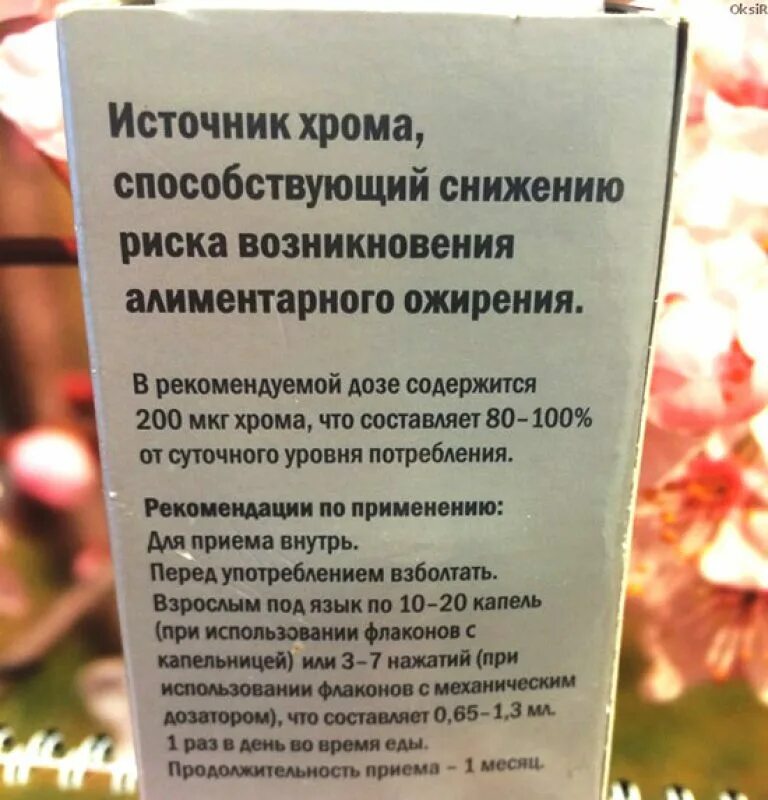 OksiR
Источник хрома,
способствующий снижению
риска возникновения
алиментарного ожирения.
В рекомендуемой дозе содержится
200 мкг хрома, что составляет 80–100%
от суточного уровня потребления.
Рекомендации по применению:
Для приема внутрь.
Перед употреблением взболтать.
Взрослым под язык по 10–20 капель
(при использовании флаконов с
капельницей) или 3–7 нажатий (при
использовании флаконов с механическим
дозатором), что составляет 0,65–1,3 мл.
1 раз в день во время еды.
Продолжительность приема – 1 месяц.